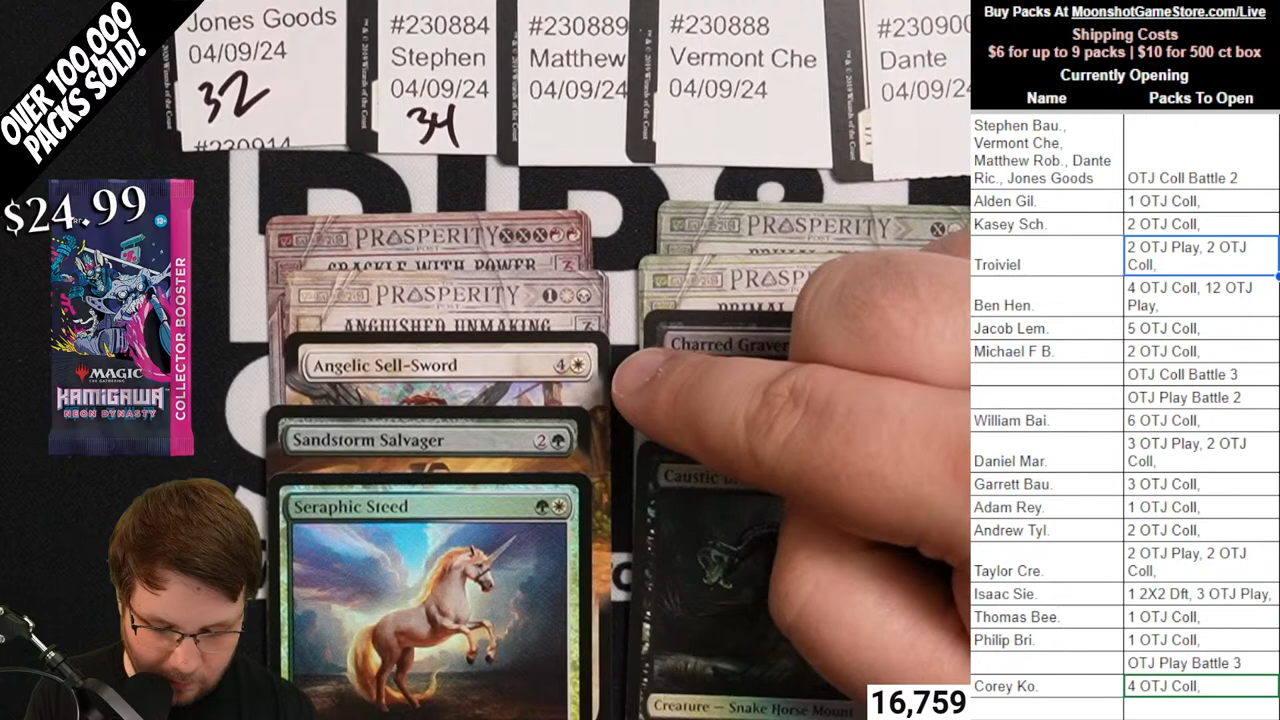 OVER 100,000
PACKS SOLD!
$24.99
COLLECTOR BOOSTER
MAGIC
THE GATHERING
KAMIGAWA
NEON DYNASTY
Jones Goods
04/09/24
32
#230914
#230884
Stephen
04/09/24
34
#230889
Matthew
04/09/24
#230888
Vermont Che
04/09/24
#230900
Dante
04/09/24
PROSPERITY
CRACKLE WITH POWER
PROSPERITY
POST
ANGUISHED UNMAKING
Angelic Sell-Sword 4
Sandstorm Salvager 2
Seraphic Steed
PROSPERITY
PROSPERITY
POST
PRIMAL
Charred Graver
Caustic
Creature — Snake Horse Mount
16,759
Buy Packs At MoonshotGameStore.com/Live
Shipping Costs
$6 for up to 9 packs | $10 for 500 ct box
Currently Opening
Name Packs To Open
Stephen Bau.,
Vermont Che,
Matthew Rob., Dante
Ric., Jones Goods OTJ Coll Battle 2
Alden Gil. 1 OTJ Coll,
Kasey Sch. 2 OTJ Coll,
Troiviel 2 OTJ Play, 2 OTJ
Coll,
Ben Hen. 4 OTJ Coll, 12 OTJ
Play,
Jacob Lem. 5 OTJ Coll,
Michael F B. 2 OTJ Coll,
OTJ Coll Battle 3
OTJ Play Battle 2
William Bai. 6 OTJ Coll,
Daniel Mar. 3 OTJ Play, 2 OTJ
Coll,
Garrett Bau. 3 OTJ Coll,
Adam Rey. 1 OTJ Coll,
Andrew Tyl. 2 OTJ Coll,
Taylor Cre. 2 OTJ Play, 2 OTJ
Coll,
Isaac Sie. 1 2X2 Dft, 3 OTJ Play,
Thomas Bee. 1 OTJ Coll,
Philip Bri. 1 OTJ Coll,
OTJ Play Battle 3
Corey Ko. 4 OTJ Coll,